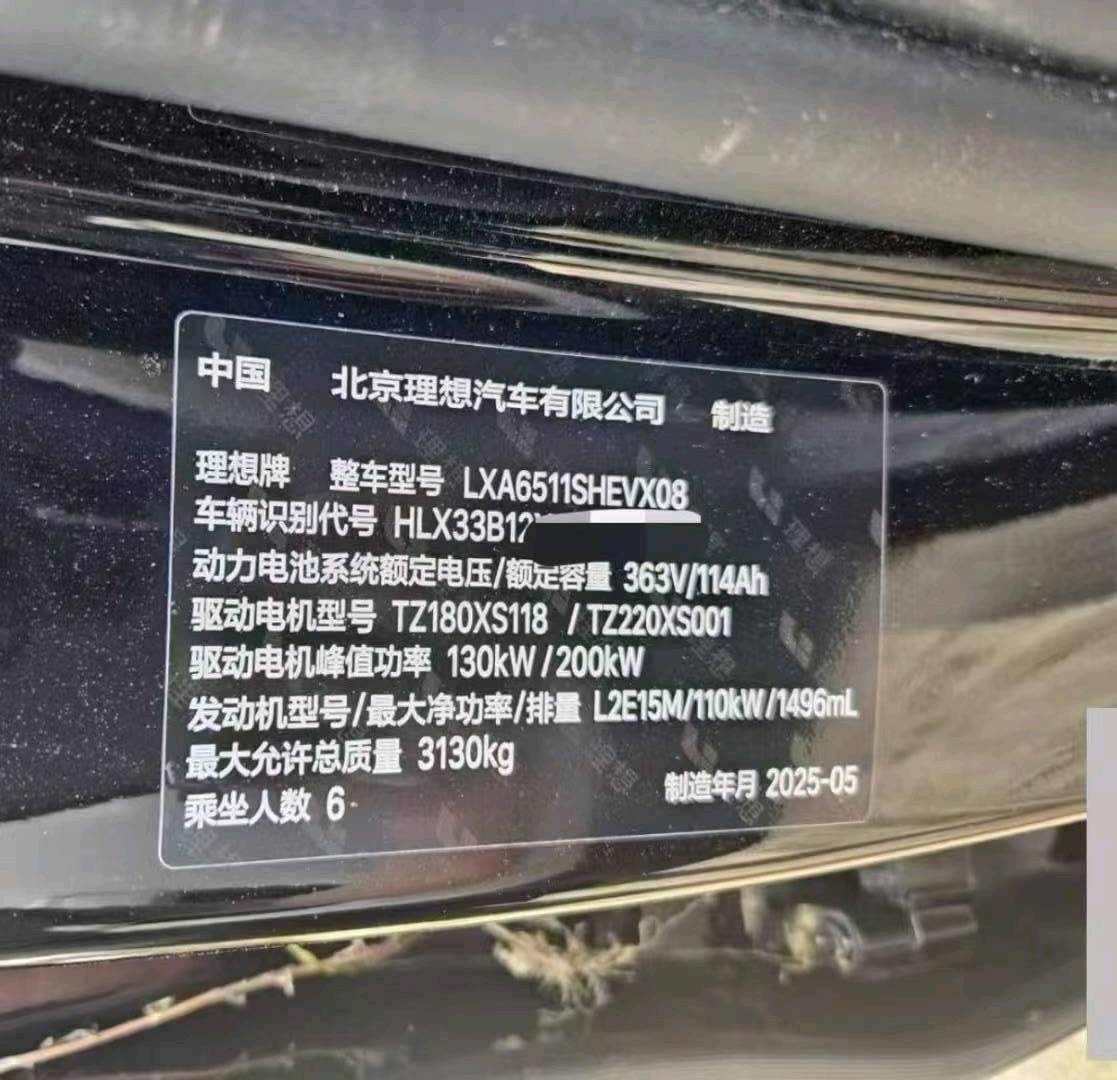 中国 北京理想汽车有限公司 制造
理想牌 整车型号 LXA6511SHEVX08
车辆识别代号 HLX33B12
动力电池系统额定电压/额定容量 363V/114Ah
驱动电机型号 TZ180XS118 / TZ220XS001
驱动电机峰值功率 130kW/200kW
发动机型号/最大净功率/排量 L2E15M/110kW/1496mL
最大允许总质量 3130kg
乘坐人数 6 制造年月 2025-05